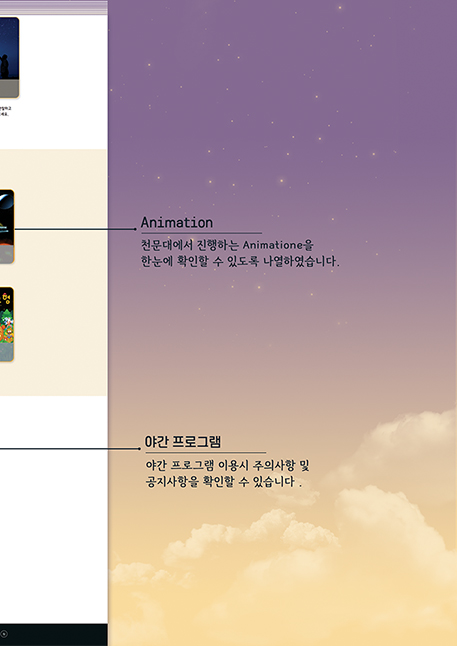 Animation
천문대에서 진행하는 Animatione을
한눈에 확인할 수 있도록 나열하였습니다.
야간 프로그램
야간 프로그램 이용시 주의사항 및
공지사항을 확인할 수 있습니다 .